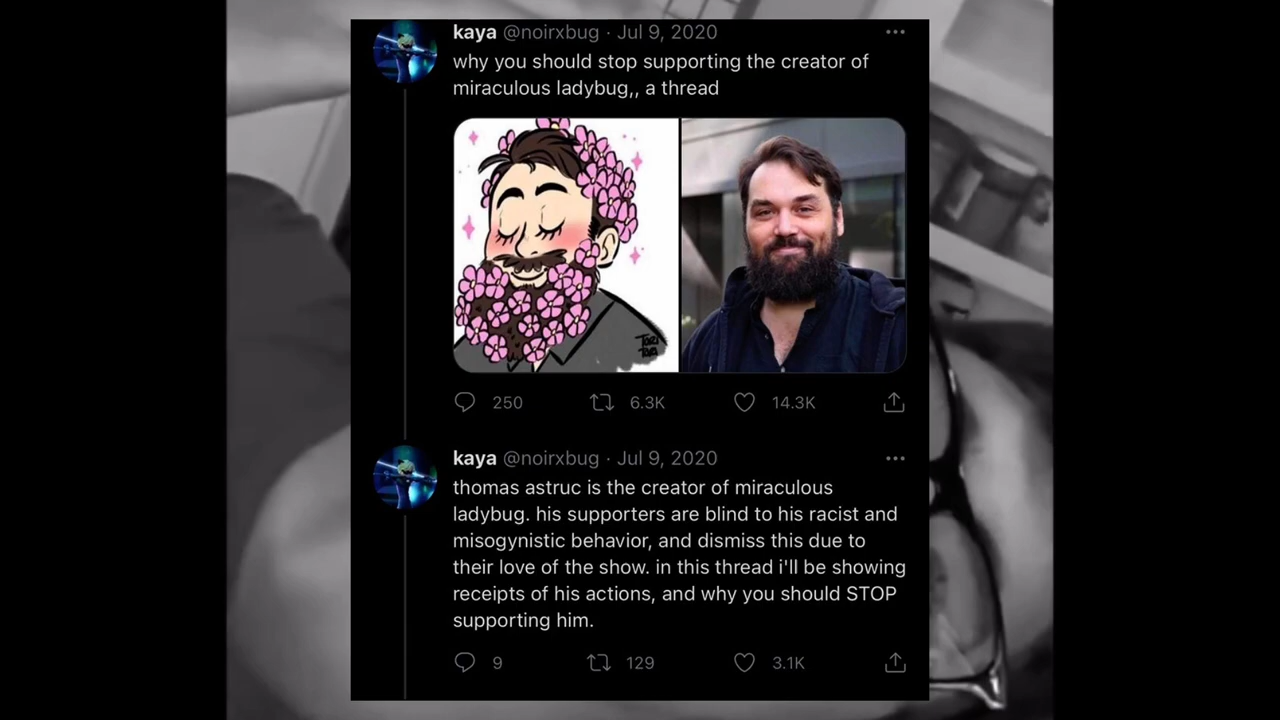 kaya @noirxbug · Jul 9, 2020
why you should stop supporting the creator of
miraculous ladybug,, a thread
250 6.3K 14.3K
kaya @noirxbug · Jul 9, 2020
thomas astruc is the creator of miraculous
ladybug. his supporters are blind to his racist and
misogynistic behavior, and dismiss this due to
their love of the show. in this thread i'll be showing
receipts of his actions, and why you should STOP
supporting him.
9 129 3.1K